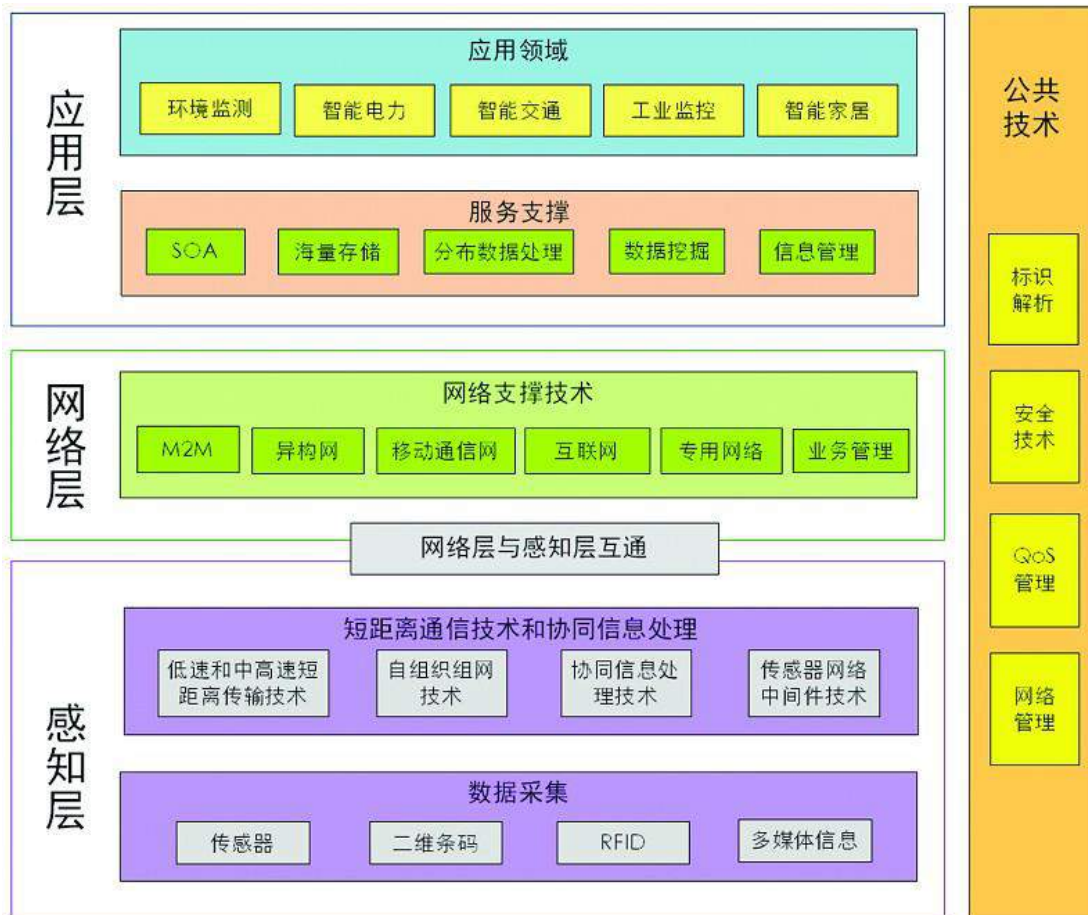 应用层
应用领域
环境监测 智能电力 智能交通 工业监控 智能家居
服务支撑
SOA 海量存储 分布数据处理 数据挖掘 信息管理
网络层
网络支撑技术
M2M 异构网 移动通信网 互联网 专用网络 业务管理
网络层与感知层互通
感知层
短距离通信技术和协同信息处理
低速和中高速短
距离传输技术
自组织组网
技术
协同信息处
理技术
传感器网络
中间件技术
数据采集
传感器 二维条码 RFID 多媒体信息
公共
技术
标识
解析
安全
技术
QoS
管理
网络
管理